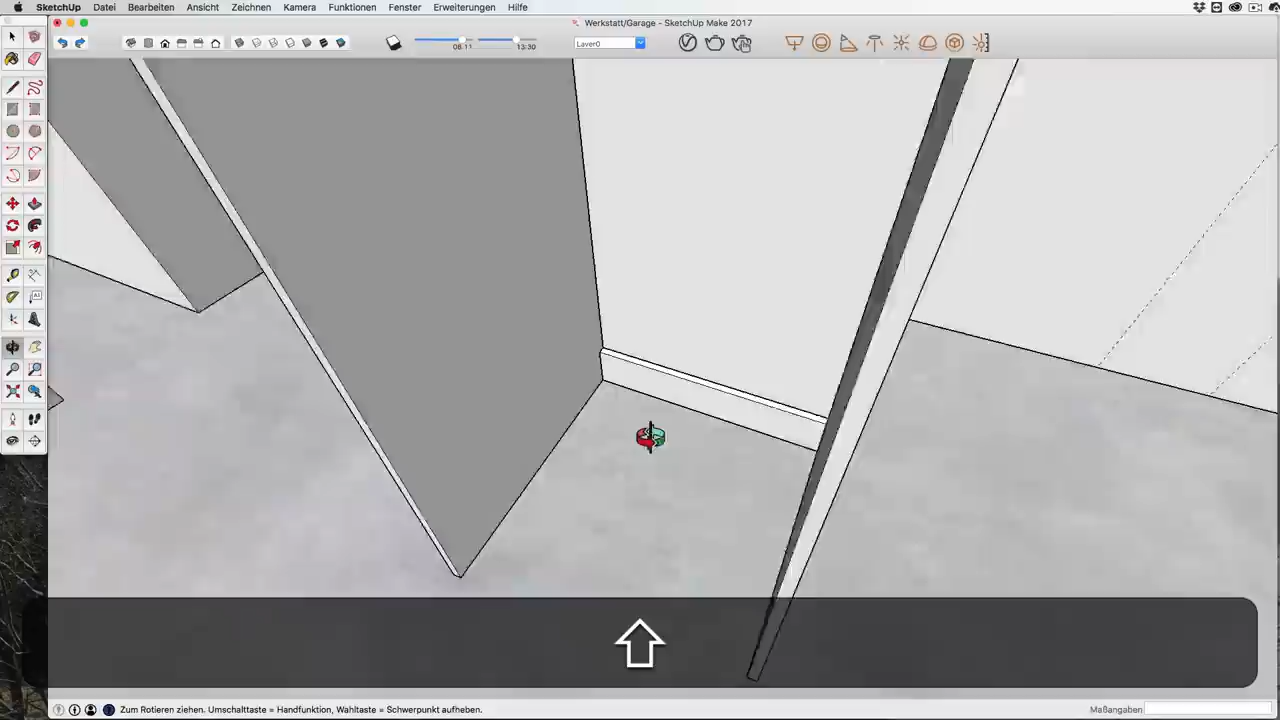 SketchUp Datei Bearbeiten Ansicht Zeichnen Kamera Funktionen Fenster Erweiterungen Hilfe
Werkstatt/Garage - SketchUp Make 2017
08.11 13:30
Layer0
A1
Zum Rotieren ziehen. Umschalttaste = Handfunktion, Wahltaste = Schwerpunkt aufheben.
Maßangaben